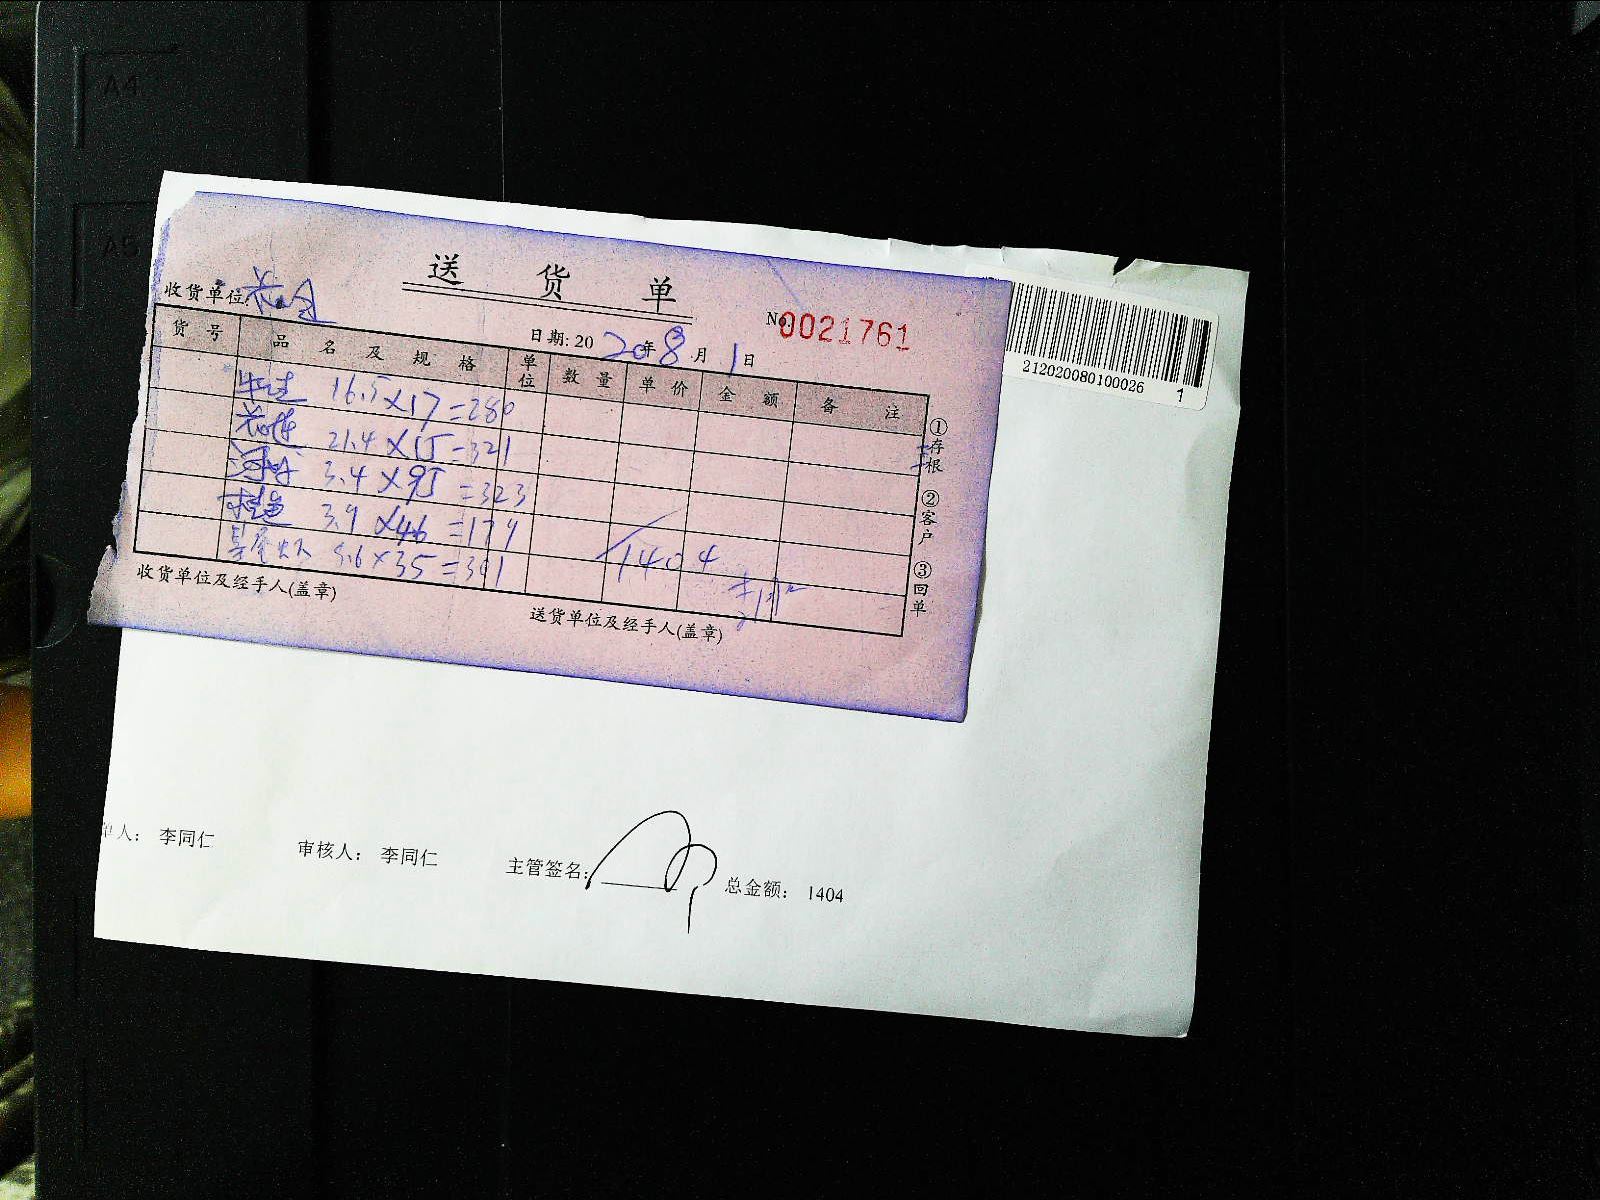 A4
A5
送货单
收货单位:
No 0021761
日期: 2020年8月1日
212020080100026 1
货号 品名及规格 单位 数量 单价 金额 备注
16.5×17=280
21.4×15=321
3.4×95=323
3.9×46=179
×35=301
1404
①存根 ②客户 ③回单
收货单位及经手人(盖章)
送货单位及经手人(盖章)
单人: 李同仁 审核人: 李同仁 主管签名: 总金额: 1404